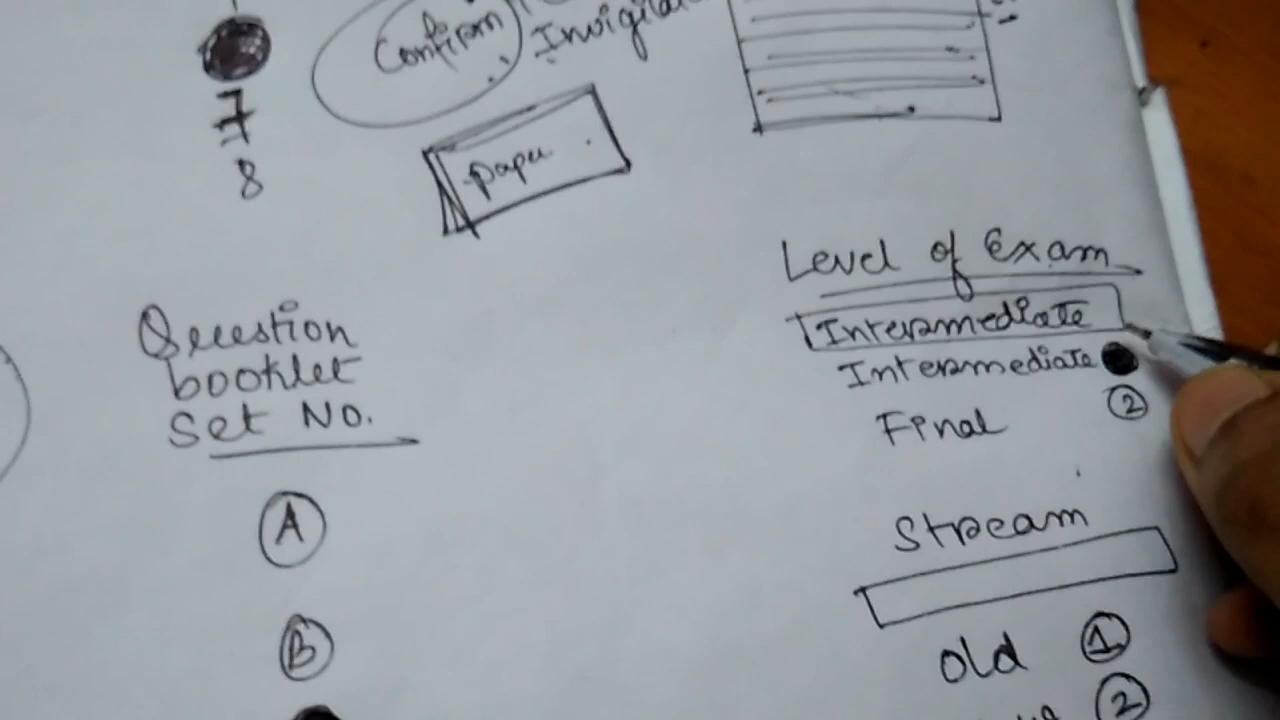 Confirm
Invigila
7
8
Paper
Level of Exam
Intermediate
Intermediate
2
Final
Question
booklet
Set No.
Stream
A
B
Old 1
2